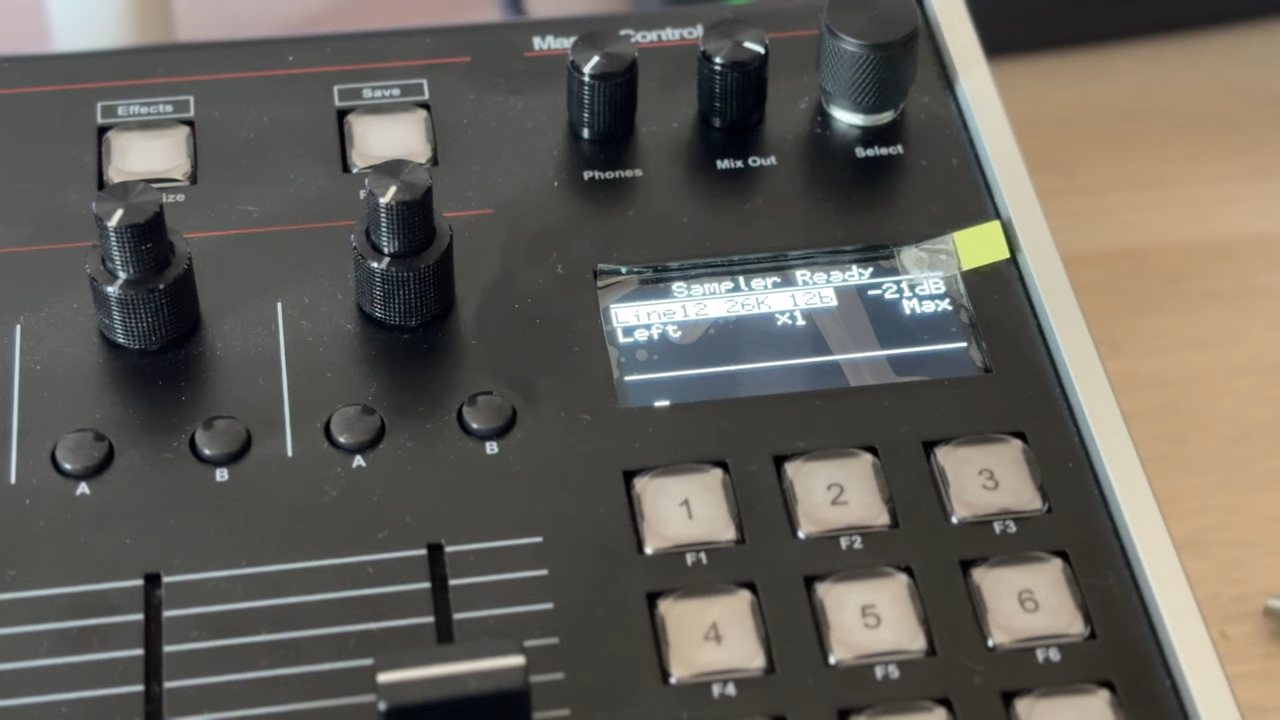 Effects
Save
Phones
Mix Out
Select
Sampler Ready
Line12 26K 12b -21dB
Left x1 Max
A
B
A
B
1
2
3
F1
F2
F3
4
5
6
F4
F5
F6